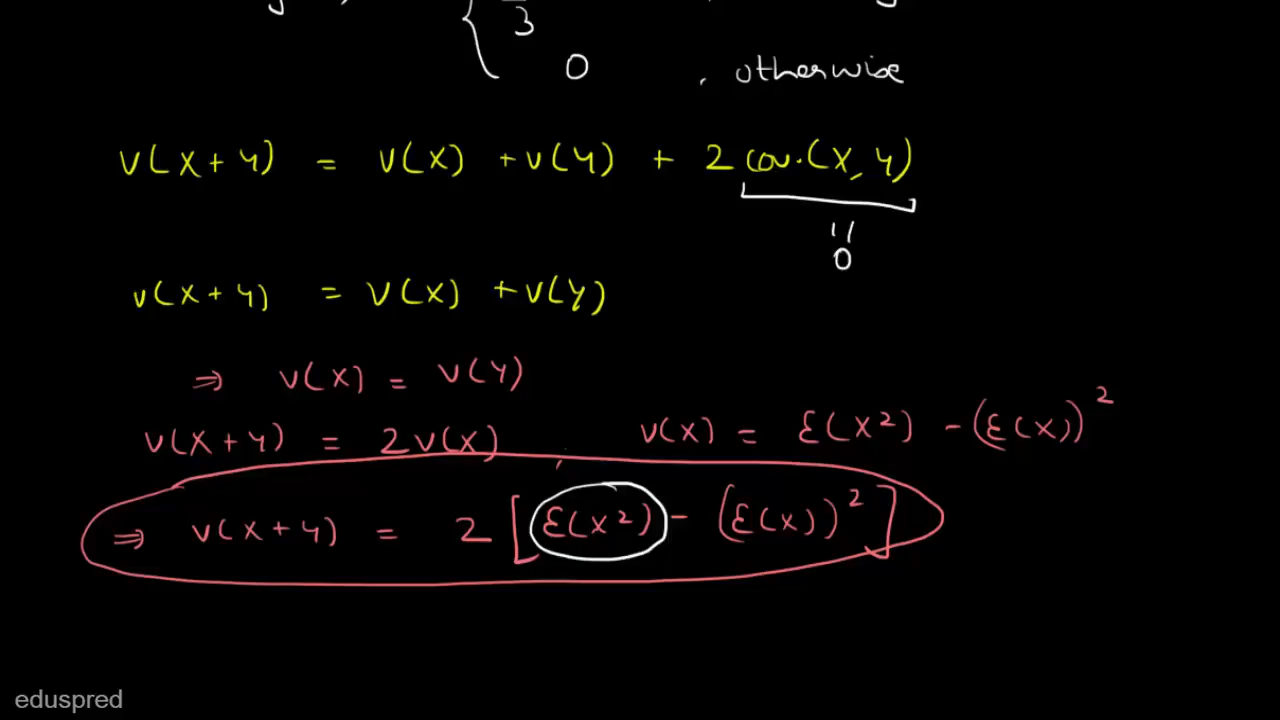 3
0 , otherwise
V(X+Y) = V(X) + V(Y) + 2 cov.(X, Y)
"
0
V(X+Y) = V(X) + V(Y)
⇒ V(X) = V(Y)
V(X+Y) = 2V(X) V(X) = E(X²) - (E(X))²
⇒ V(X+Y) = 2 [E(X²) - (E(X))²]
eduspred